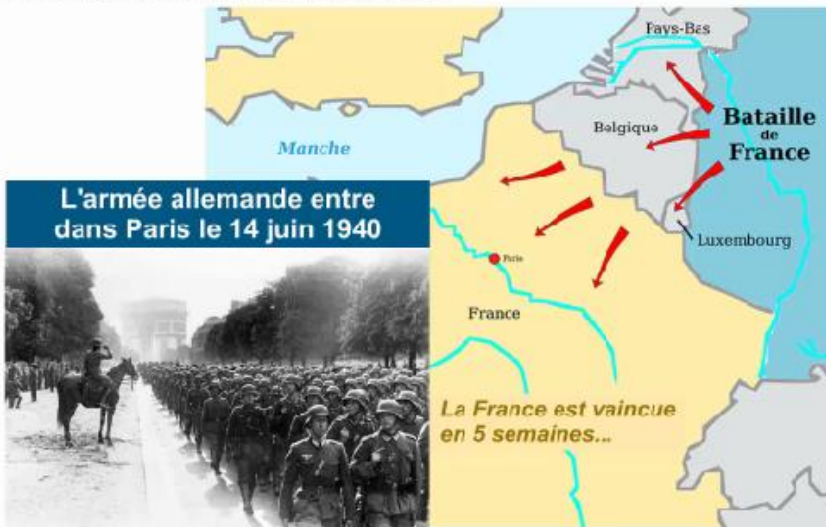 Pays-Bas
Belgique
Bataille
de
France
Manche
L'armée allemande entre
dans Paris le 14 juin 1940
Luxembourg
Paris
France
La France est vaincue
en 5 semaines...